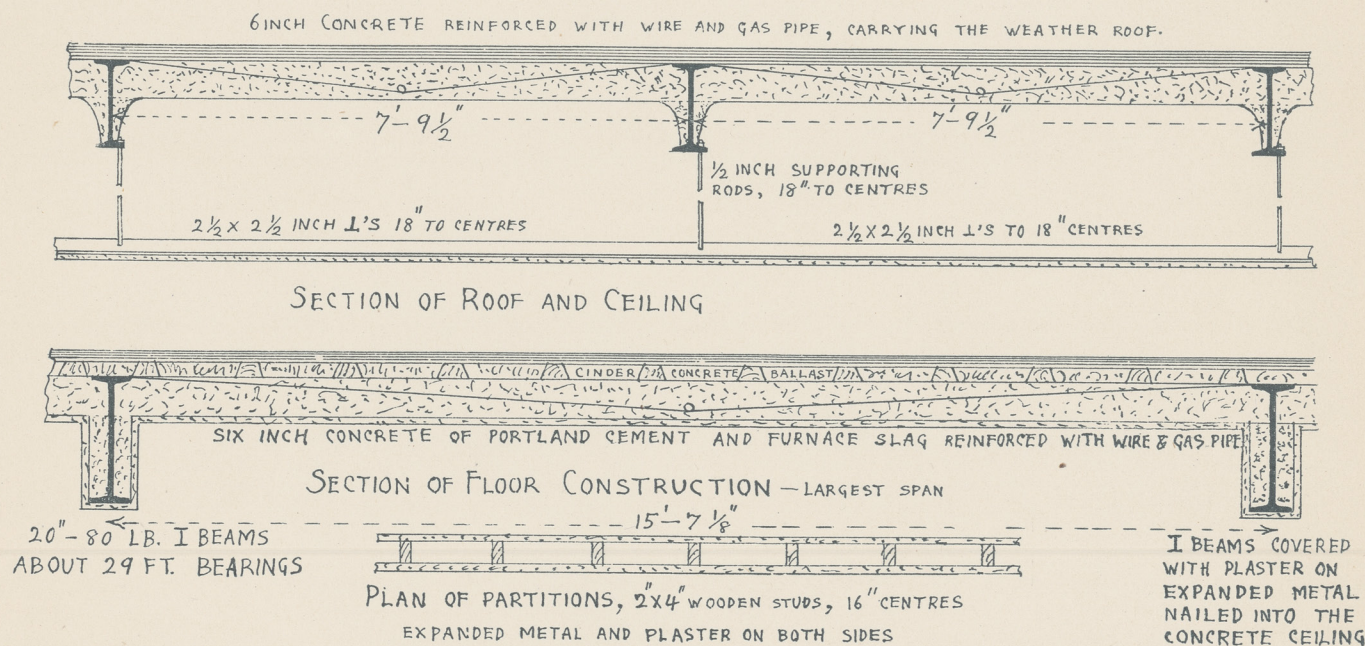 6 INCH CONCRETE REINFORCED WITH WIRE AND GAS PIPE, CARRYING THE WEATHER ROOF.
7'-9½"
7'-9½"
½ INCH SUPPORTING
RODS, 18" TO CENTRES
2½ X 2½ INCH ⊥'S 18" TO CENTRES
2½ X 2½ INCH ⊥'S TO 18" CENTRES
SECTION OF ROOF AND CEILING
CINDER CONCRETE BALLAST
SIX INCH CONCRETE OF PORTLAND CEMENT AND FURNACE SLAG REINFORCED WITH WIRE & GAS PIPE
SECTION OF FLOOR CONSTRUCTION – LARGEST SPAN
15'-7⅛"
20"-80 LB. I BEAMS
ABOUT 29 FT. BEARINGS
I BEAMS COVERED
WITH PLASTER ON
EXPANDED METAL
NAILED INTO THE
CONCRETE CEILING
PLAN OF PARTITIONS, 2"X4" WOODEN STUDS, 16" CENTRES
EXPANDED METAL AND PLASTER ON BOTH SIDES